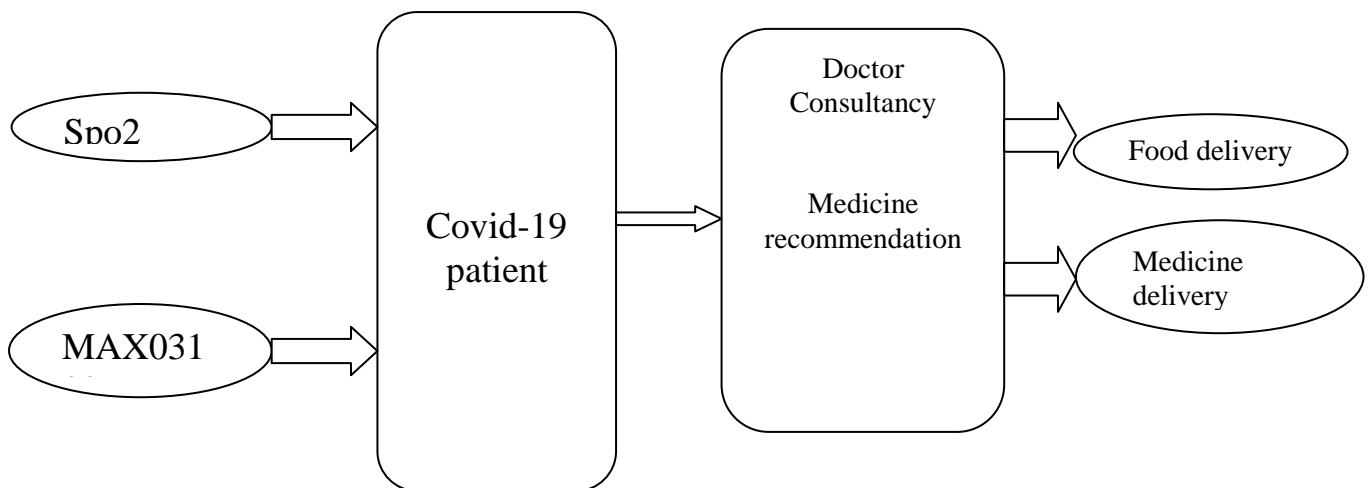 Spo2
MAX031
Covid-19
patient
Doctor
Consultancy
Medicine
recommendation
Food delivery
Medicine
delivery